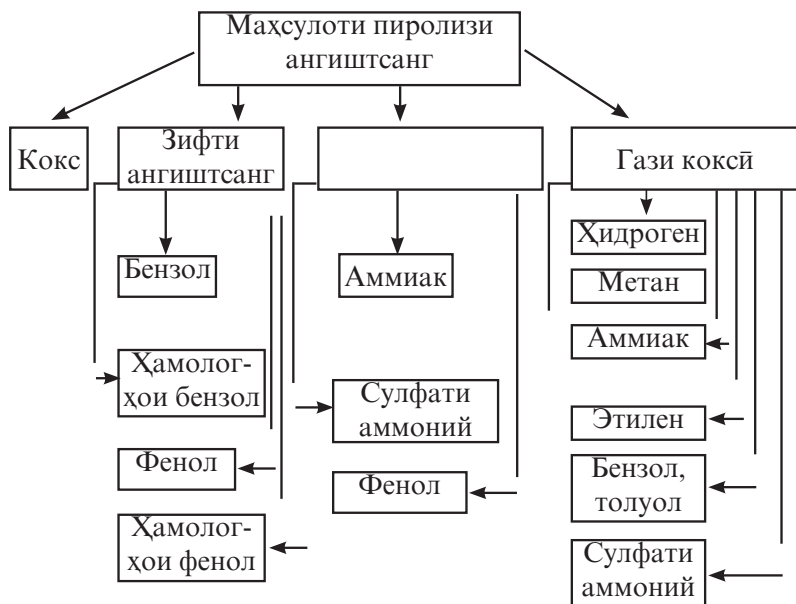 Маҳсулоти пиролизи
ангиштсанг
Кокс
Зифти
ангиштсанг
Гази коксӣ
Бензол
Ҳамолог-
ҳои бензол
Фенол
Ҳамолог-
ҳои фенол
Аммиак
Сулфати
аммоний
Фенол
Ҳидроген
Метан
Аммиак
Этилен
Бензол,
толуол
Сулфати
аммоний